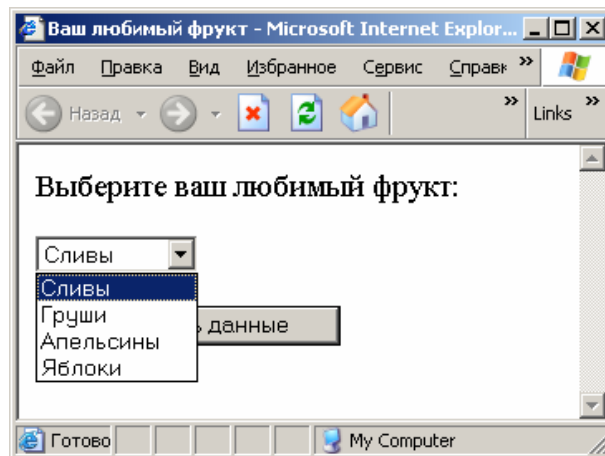 Ваш любимый фрукт - Microsoft Internet Explor...
Файл Правка Вид Избранное Сервис Справк »
Назад » Links »
Выберите ваш любимый фрукт:
Сливы
Сливы
Груши
данные
Апельсины
Яблоки
Готово My Computer